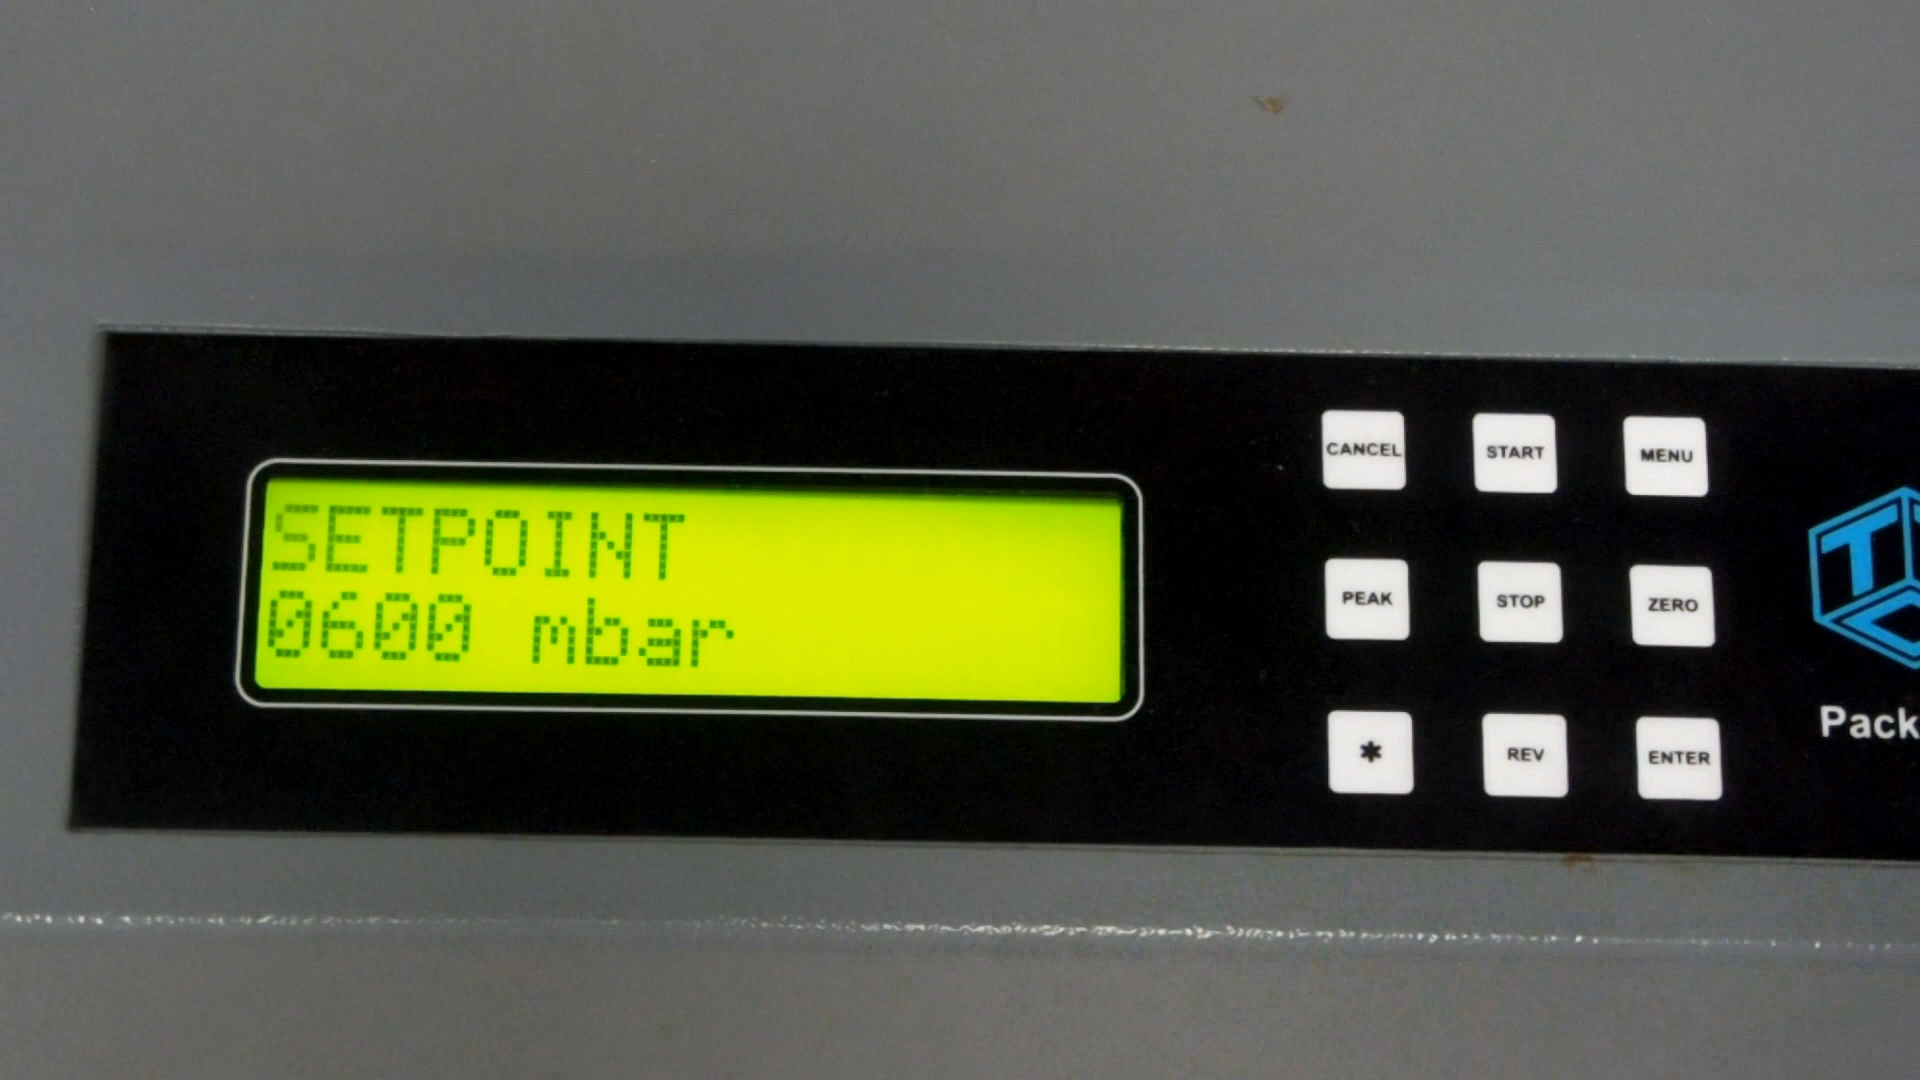 SETPOINT
0600 mbar
CANCEL START MENU
PEAK STOP ZERO
* REV ENTER
T
Pack